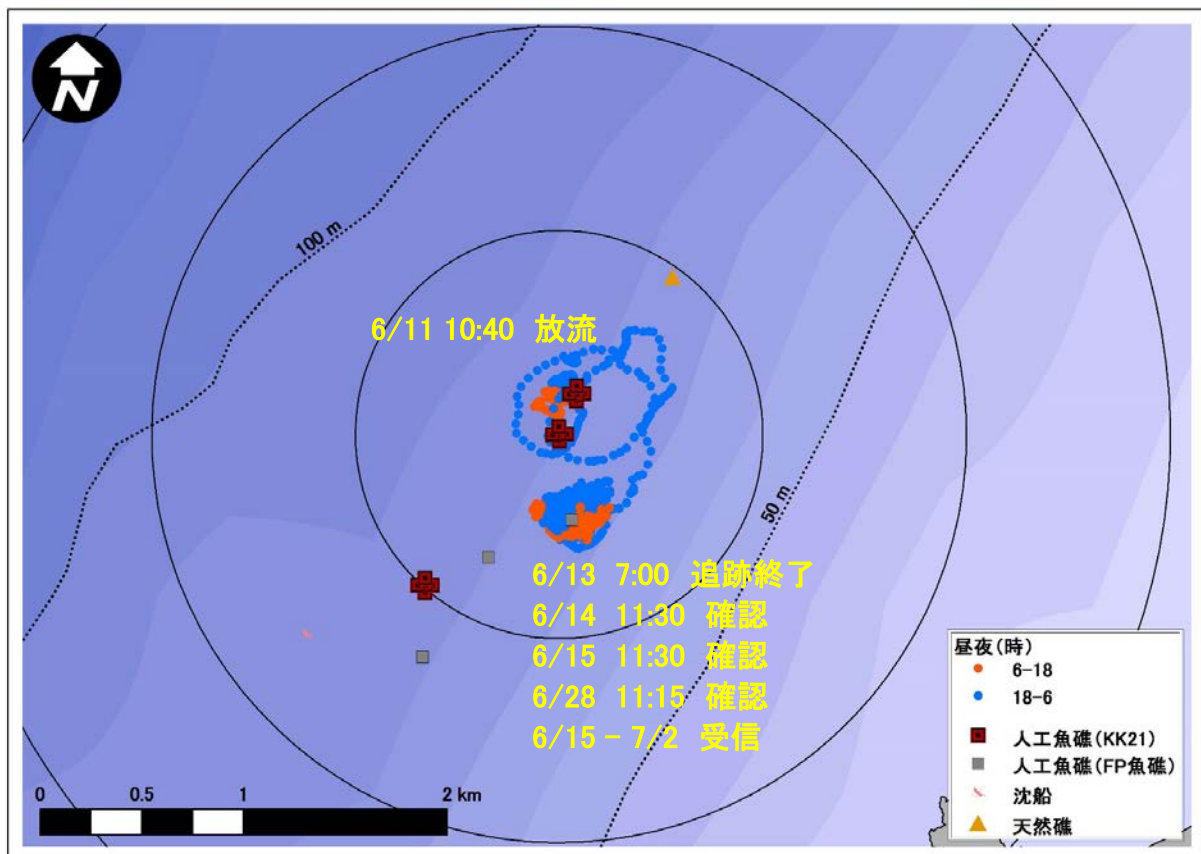 N
100 m
6/11 10:40 放流
50 m
6/13 7:00 追跡終了
6/14 11:30 確認
6/15 11:30 確認
6/28 11:15 確認
6/15 - 7/2 受信
0 0.5 1 2 km
昼夜(時)
6-18
18-6
人工魚礁(KK21)
人工魚礁(FP魚礁)
沈船
天然礁